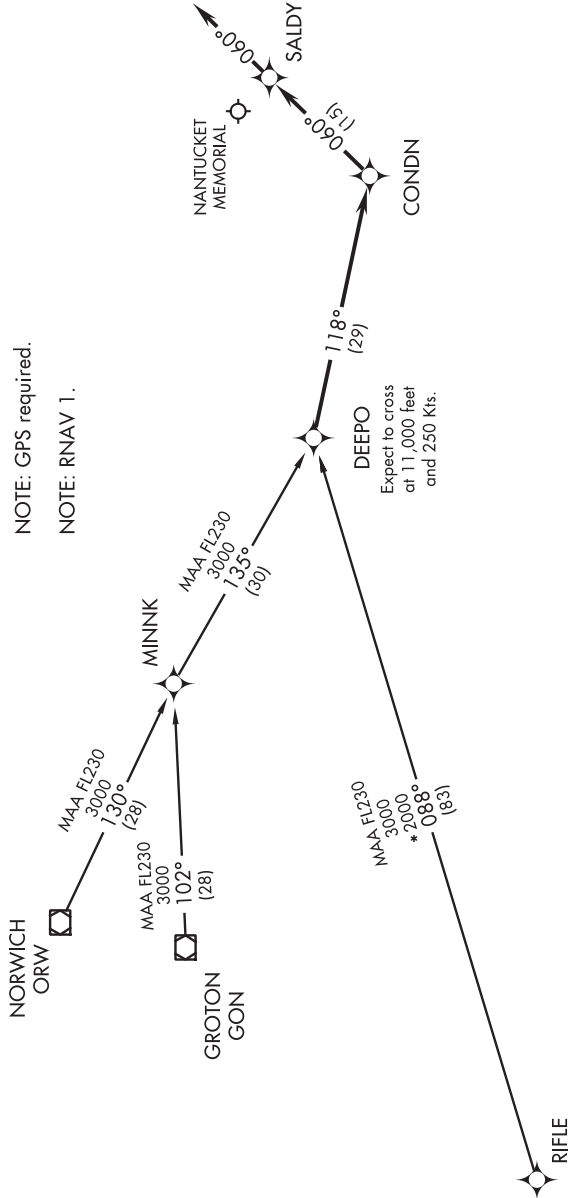 NOTE: GPS required.
NOTE: RNAV 1.
NORWICH
ORW
MAA FL230
3000
130°
(28)
GROTON
GON
MAA FL230
3000
102°
(28)
MINNK
MAA FL230
3000
135°
(30)
RIFLE
MAA FL230
3000
*2000
088°
(83)
DEEPO
Expect to cross
at 11,000 feet
and 250 Kts.
118°
(29)
CONDN
060°
(15)
NANTUCKET
MEMORIAL
SALDY
060°